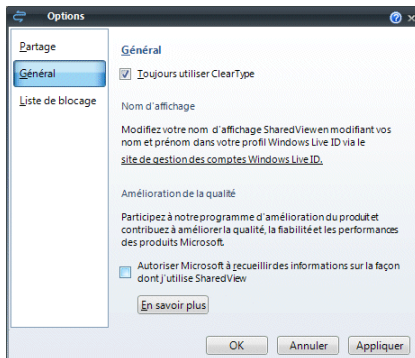 Options
Partage
Général
Liste de blocage
Général
Toujours utiliser ClearType
Nom d'affichage
Modifiez votre nom d'affichage SharedView en modifiant vos
nom et prénom dans votre profil Windows Live ID via le
site de gestion des comptes Windows Live ID.
Amélioration de la qualité
Participez à notre programme d'amélioration du produit et
contribuez à améliorer la qualité, la fiabilité et les performances
des produits Microsoft.
Autoriser Microsoft à recueillir des informations sur la façon
dont j'utilise SharedView
En savoir plus
OK
Annuler
Appliquer